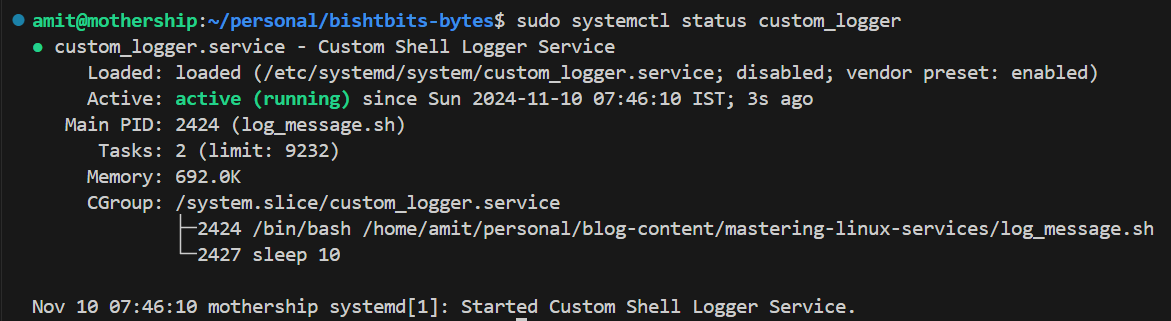 amit@mothership:~/personal/bishtbits-bytes$ sudo systemctl status custom_logger
● custom_logger.service - Custom Shell Logger Service
Loaded: loaded (/etc/systemd/system/custom_logger.service; disabled; vendor preset: enabled)
Active: active (running) since Sun 2024-11-10 07:46:10 IST; 3s ago
Main PID: 2424 (log_message.sh)
Tasks: 2 (limit: 9232)
Memory: 692.0K
CGroup: /system.slice/custom_logger.service
├─2424 /bin/bash /home/amit/personal/blog-content/mastering-linux-services/log_message.sh
└─2427 sleep 10
Nov 10 07:46:10 mothership systemd[1]: Started Custom Shell Logger Service.